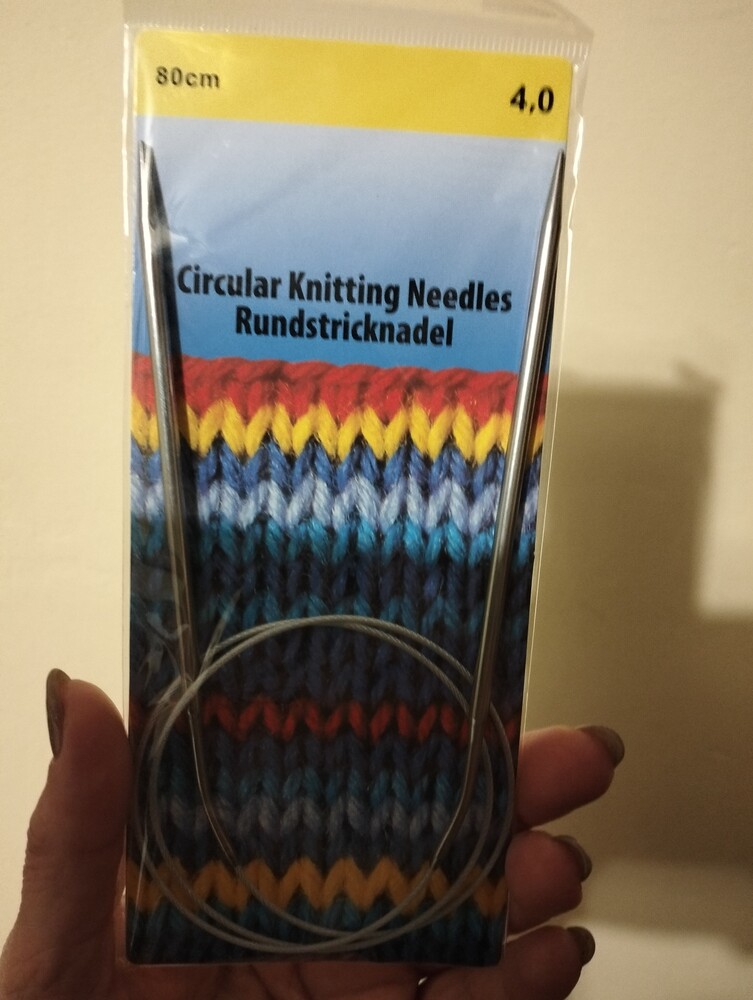 80cm
4,0
Circular Knitting Needles
Rundstricknadel